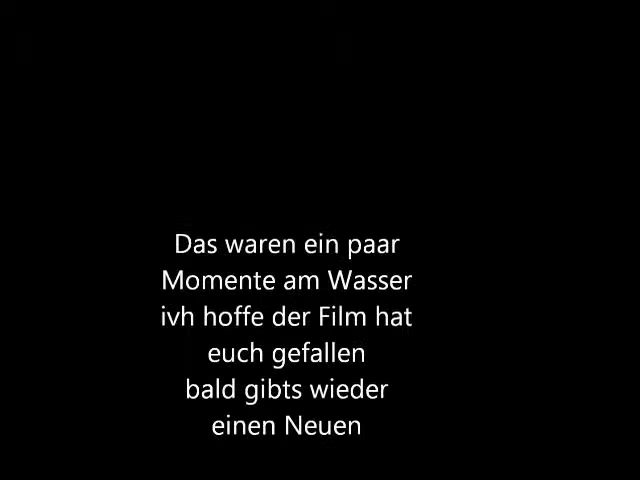 Das waren ein paar
Momente am Wasser
ivh hoffe der Film hat
euch gefallen
bald gibts wieder
einen Neuen